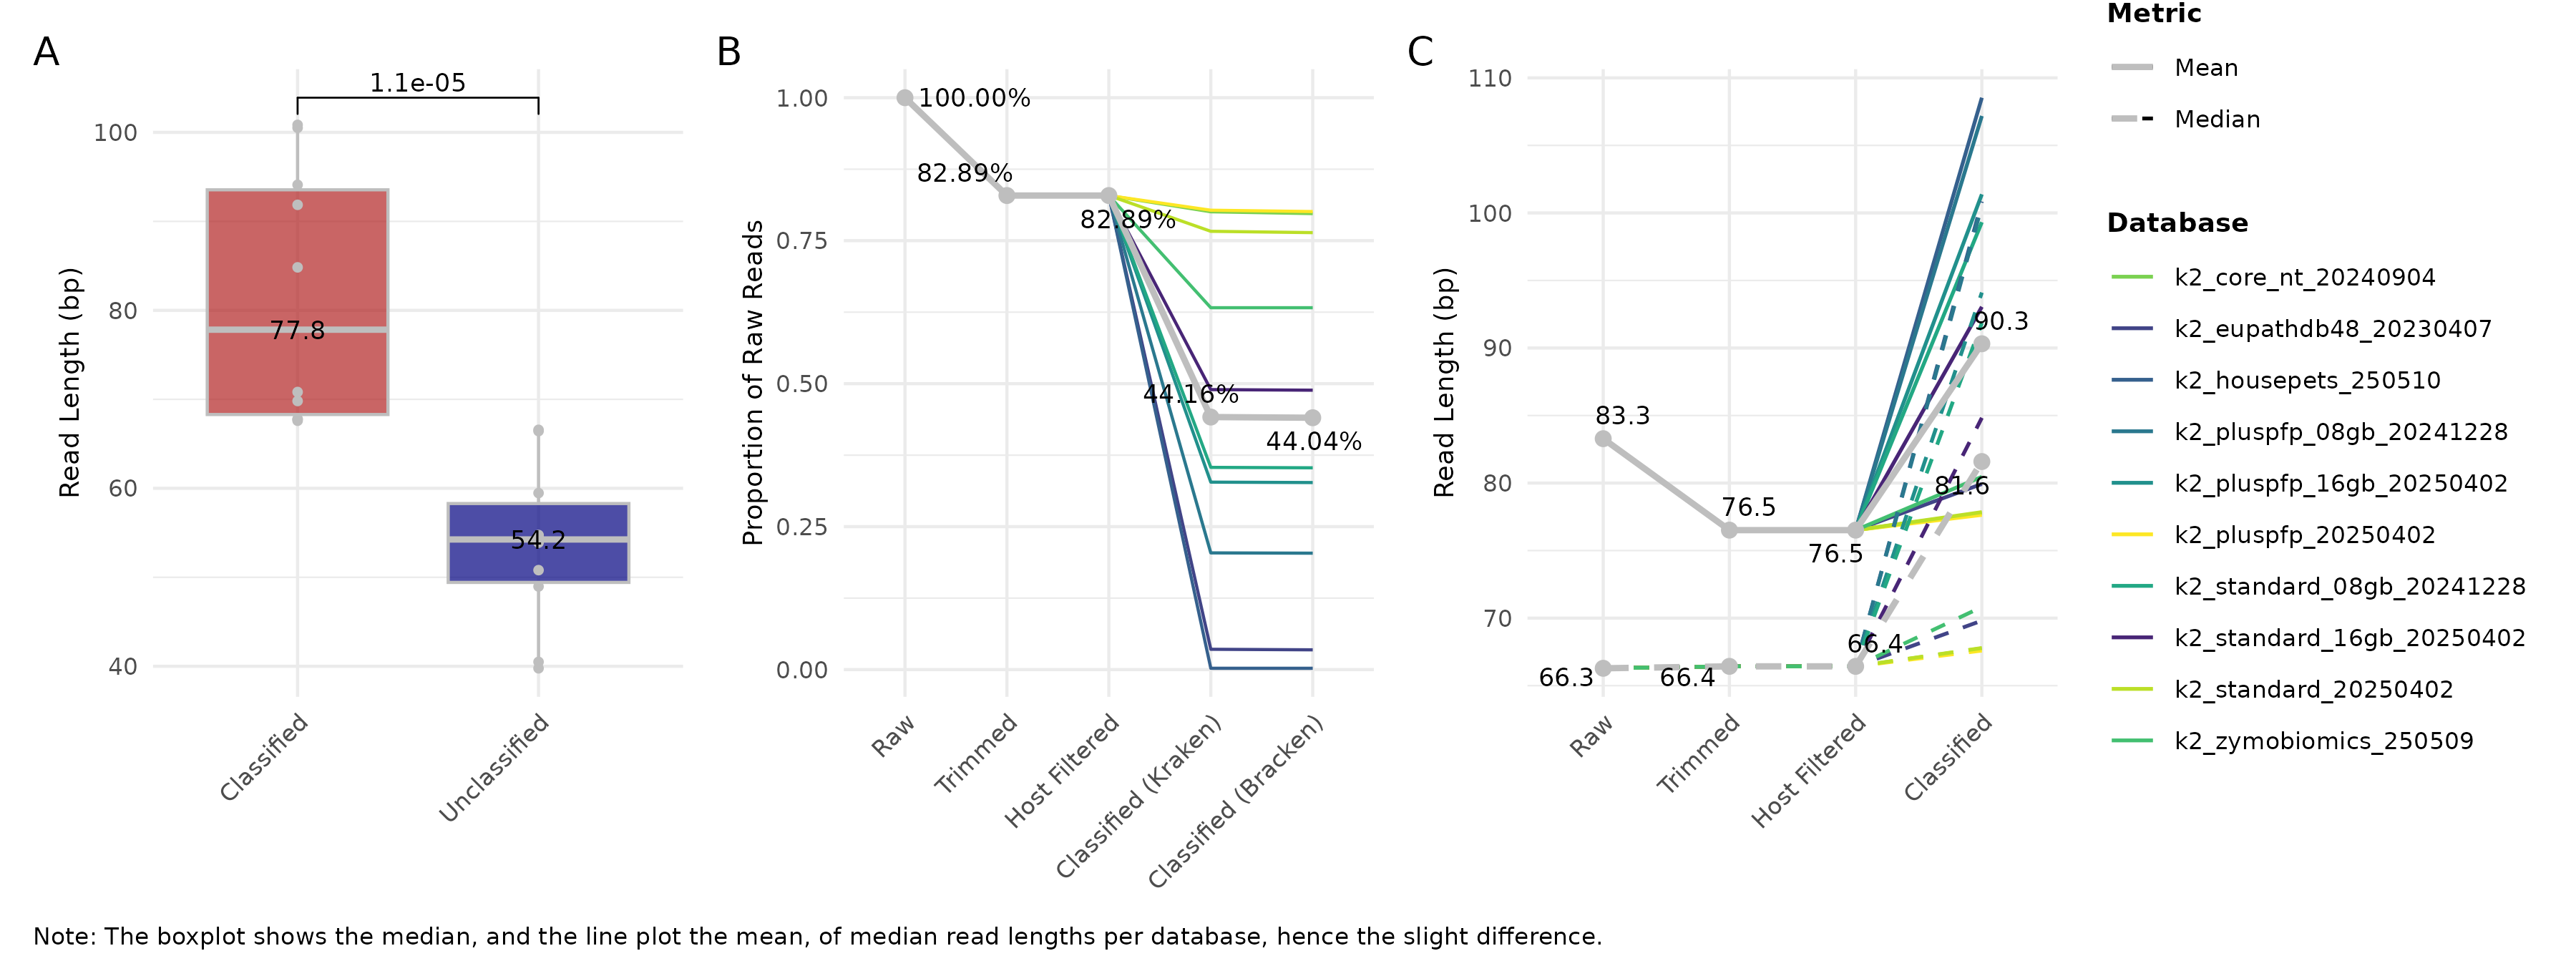 A
1.1e-05
100
80
60
40
Read Length (bp)
77.8
54.2
Classified
Unclassified
B
1.00
0.75
0.50
0.25
0.00
Proportion of Raw Reads
100.00%
82.89%
82.89%
44.16%
44.04%
Raw
Trimmed
Host Filtered
Classified (Kraken)
Classified (Bracken)
C
110
100
90
80
70
Read Length (bp)
83.3
76.5
76.5
90.3
81.6
66.3
66.4
66.4
Raw
Trimmed
Host Filtered
Classified
Metric
Mean
Median
Database
k2_core_nt_20240904
k2_eupathdb48_20230407
k2_housepets_250510
k2_pluspfp_08gb_20241228
k2_pluspfp_16gb_20250402
k2_pluspfp_20250402
k2_standard_08gb_20241228
k2_standard_16gb_20250402
k2_standard_20250402
k2_zymobiomics_250509
Note: The boxplot shows the median, and the line plot the mean, of median read lengths per database, hence the slight difference.